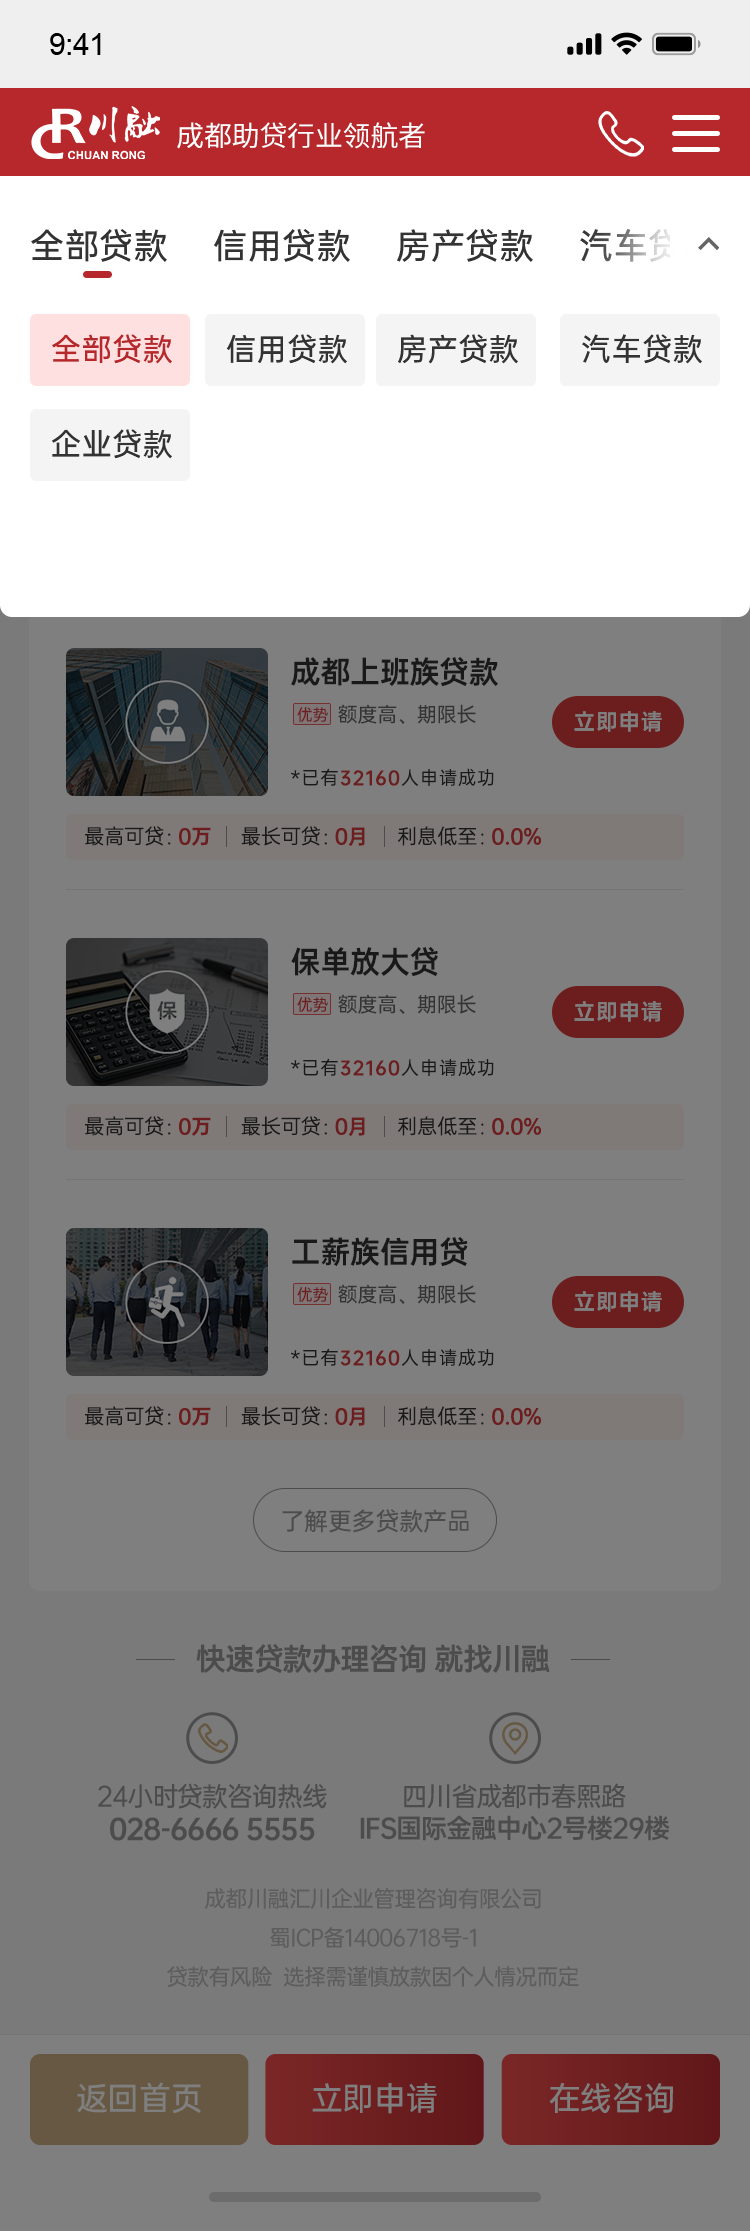 9:41
川融
CHUAN RONG
成都助贷行业领航者
全部贷款 信用贷款 房产贷款 汽车贷
全部贷款 信用贷款 房产贷款 汽车贷款
企业贷款
成都上班族贷款
优势 额度高、期限长
立即申请
*已有32160人申请成功
最高可贷: 0万 | 最长可贷: 0月 | 利息低至: 0.0%
保
保单放大贷
优势 额度高、期限长
立即申请
*已有32160人申请成功
最高可贷: 0万 | 最长可贷: 0月 | 利息低至: 0.0%
工薪族信用贷
优势 额度高、期限长
立即申请
*已有32160人申请成功
最高可贷: 0万 | 最长可贷: 0月 | 利息低至: 0.0%
了解更多贷款产品
快速贷款办理咨询 就找川融
24小时贷款咨询热线
028-6666 5555
四川省成都市春熙路
IFS国际金融中心2号楼29楼
成都川融汇川企业管理咨询有限公司
蜀ICP备14006718号-1
贷款有风险 选择需谨慎放款因个人情况而定
返回首页 立即申请 在线咨询